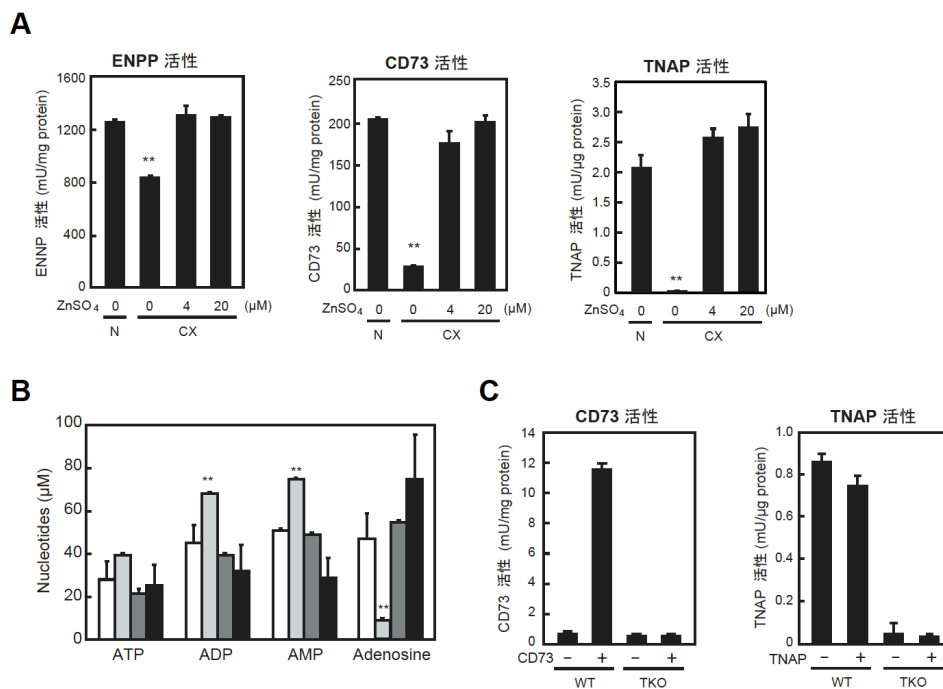 A
ENPP 活性
ENNP 活性 (mU/mg protein)
1600
1200
800
400
0
**
ZnSO₄ 0 0 4 20 (μM)
N CX
CD73 活性
CD73 活性 (mU/mg protein)
250
200
150
100
50
0
**
0 0 4 20 (μM)
N CX
TNAP 活性
TNAP 活性 (mU/μg protein)
3.5
3.0
2.5
2.0
1.5
1.0
0.5
0
**
ZnSO₄ 0 0 4 20 (μM)
N CX
B
Nucleotides (μM)
100
80
60
40
20
0
** ** **
ATP ADP AMP Adenosine
C
CD73 活性
CD73 活性 (mU/mg protein)
14
12
10
8
6
4
2
0
CD73 − + − +
WT TKO
TNAP 活性
TNAP 活性 (mU/μg protein)
1.0
0.8
0.6
0.4
0.2
0
TNAP − + − +
WT TKO